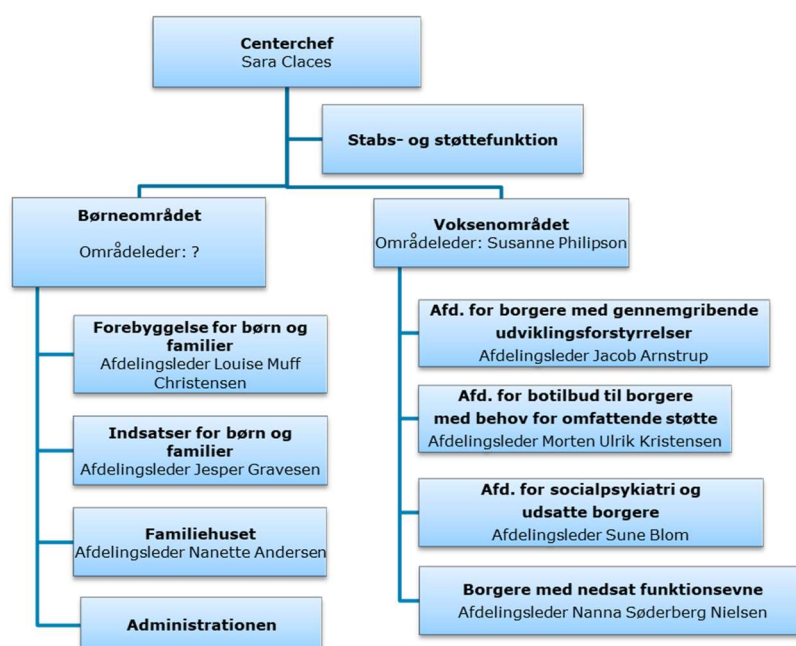 Centerchef
Sara Claces
Stabs- og støttefunktion
Børneområdet
Områdeleder: ?
Forebyggelse for børn og
familier
Afdelingsleder Louise Muff
Christensen
Indsatser for børn og
familier
Afdelingsleder Jesper Gravesen
Familiehuset
Afdelingsleder Nanette Andersen
Administrationen
Voksenområdet
Områdeleder: Susanne Philipson
Afd. for borgere med gennemgribende
udviklingsforstyrrelser
Afdelingsleder Jacob Arnstrup
Afd. for botilbud til borgere
med behov for omfattende støtte
Afdelingsleder Morten Ulrik Kristensen
Afd. for socialpsykiatri og
udsatte borgere
Afdelingsleder Sune Blom
Borgere med nedsat funktionsevne
Afdelingsleder Nanna Søderberg Nielsen